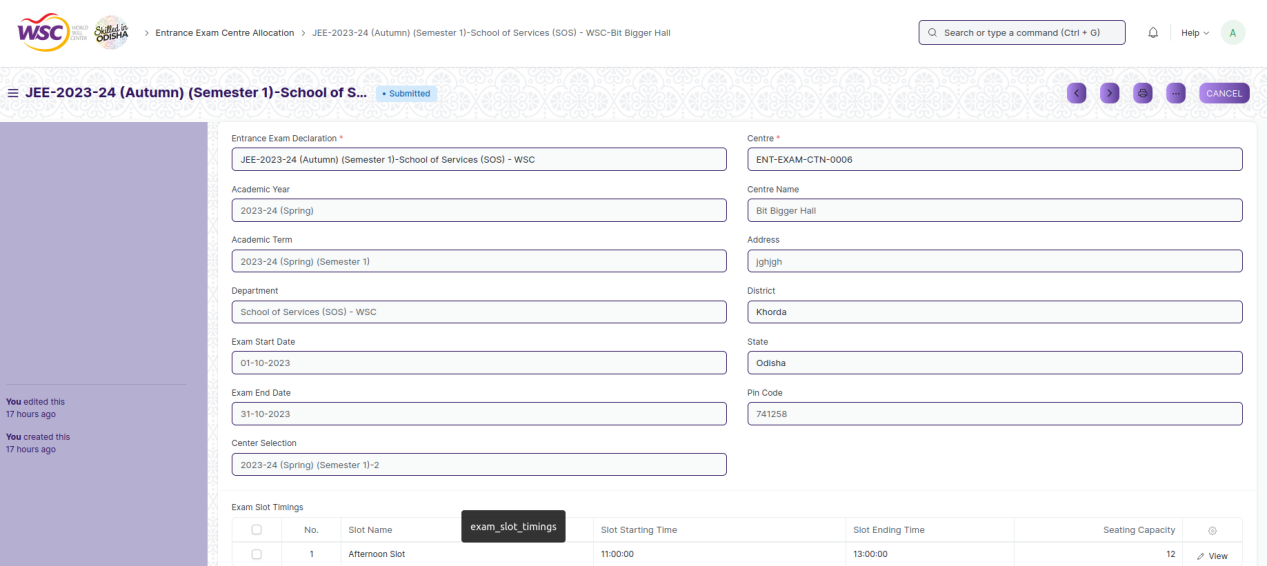 WSC WORLD SKILL CENTER Skilled in ODISHA > Entrance Exam Centre Allocation > JEE-2023-24 (Autumn) (Semester 1)-School of Services (SOS) - WSC-Bit Bigger Hall Search or type a command (Ctrl + G) Help A
JEE-2023-24 (Autumn) (Semester 1)-School of S... • Submitted < > ... CANCEL
You edited this
17 hours ago
You created this
17 hours ago
Entrance Exam Declaration * Centre *
JEE-2023-24 (Autumn) (Semester 1)-School of Services (SOS) - WSC ENT-EXAM-CTN-0006
Academic Year Centre Name
2023-24 (Spring) Bit Bigger Hall
Academic Term Address
2023-24 (Spring) (Semester 1) jghjgh
Department District
School of Services (SOS) - WSC Khorda
Exam Start Date State
01-10-2023 Odisha
Exam End Date Pin Code
31-10-2023 741258
Center Selection
2023-24 (Spring) (Semester 1)-2
Exam Slot Timings
exam_slot_timings
No. Slot Name Slot Starting Time Slot Ending Time Seating Capacity
1 Afternoon Slot 11:00:00 13:00:00 12 View